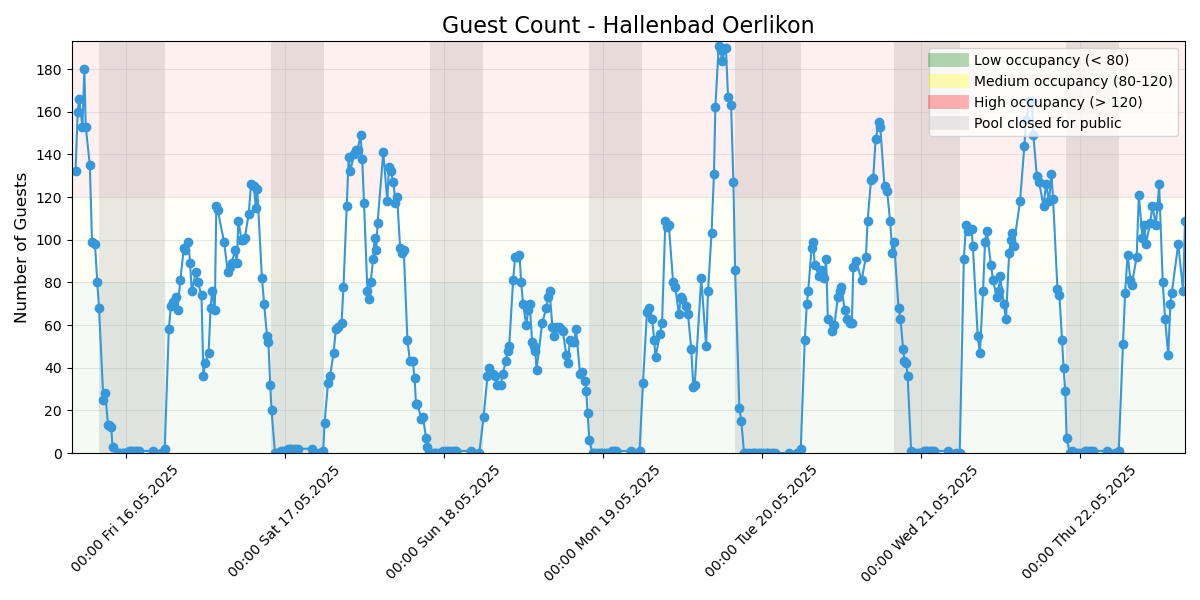 Guest Count - Hallenbad Oerlikon
Number of Guests
180
160
140
120
100
80
60
40
20
0
Low occupancy (< 80)
Medium occupancy (80-120)
High occupancy (> 120)
Pool closed for public
00:00 Fri 16.05.2025
00:00 Sat 17.05.2025
00:00 Sun 18.05.2025
00:00 Mon 19.05.2025
00:00 Tue 20.05.2025
00:00 Wed 21.05.2025
00:00 Thu 22.05.2025